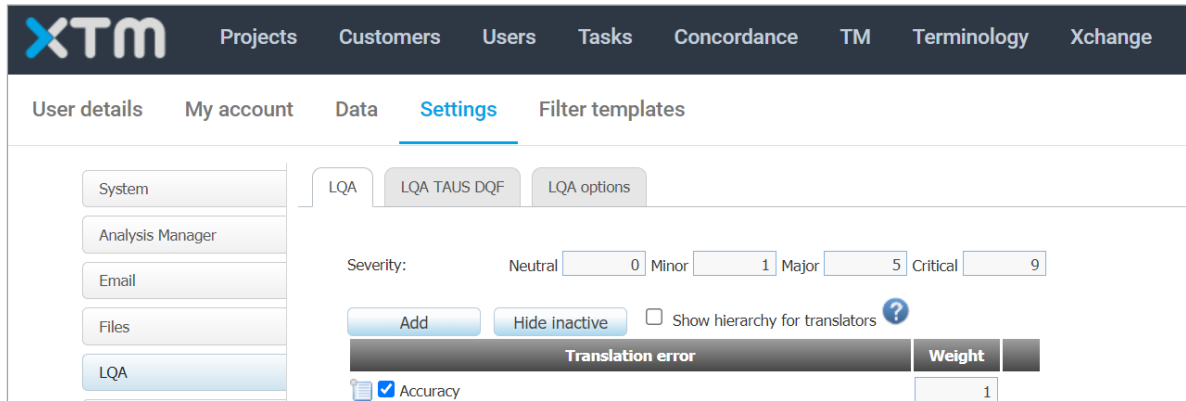 XTM Projects Customers Users Tasks Concordance TM Terminology Xchange
User details My account Data Settings Filter templates
System
Analysis Manager
Email
Files
LQA
LQA LQA TAUS DQF LQA options
Severity: Neutral 0 Minor 1 Major 5 Critical 9
Add Hide inactive Show hierarchy for translators ?
Translation error Weight
Accuracy 1